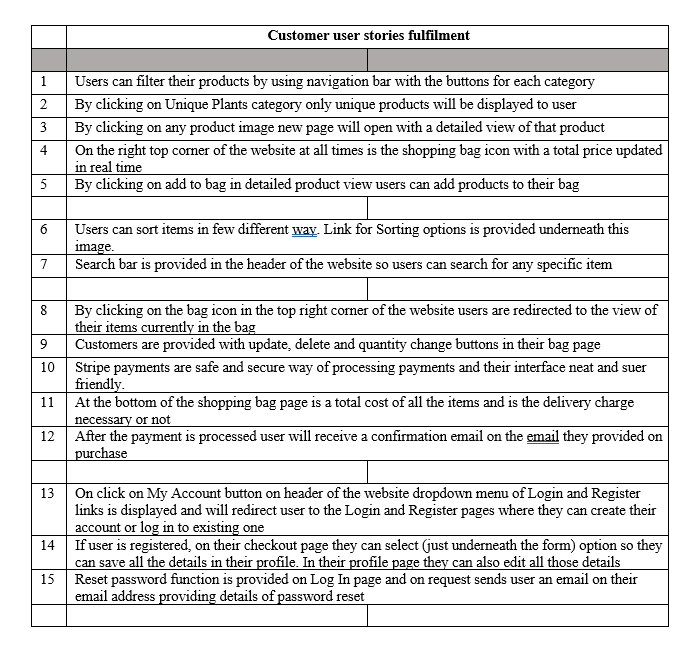 Customer user stories fulfilment
1 Users can filter their products by using navigation bar with the buttons for each category
2 By clicking on Unique Plants category only unique products will be displayed to user
3 By clicking on any product image new page will open with a detailed view of that product
4 On the right top corner of the website at all times is the shopping bag icon with a total price updated
in real time
5 By clicking on add to bag in detailed product view users can add products to their bag
6 Users can sort items in few different way. Link for Sorting options is provided underneath this
image.
7 Search bar is provided in the header of the website so users can search for any specific item
8 By clicking on the bag icon in the top right corner of the website users are redirected to the view of
their items currently in the bag
9 Customers are provided with update, delete and quantity change buttons in their bag page
10 Stripe payments are safe and secure way of processing payments and their interface neat and suer
friendly.
11 At the bottom of the shopping bag page is a total cost of all the items and is the delivery charge
necessary or not
12 After the payment is processed user will receive a confirmation email on the email they provided on
purchase
13 On click on My Account button on header of the website dropdown menu of Login and Register
links is displayed and will redirect user to the Login and Register pages where they can create their
account or log in to existing one
14 If user is registered, on their checkout page they can select (just underneath the form) option so they
can save all the details in their profile. In their profile page they can also edit all those details
15 Reset password function is provided on Log In page and on request sends user an email on their
email address providing details of password reset